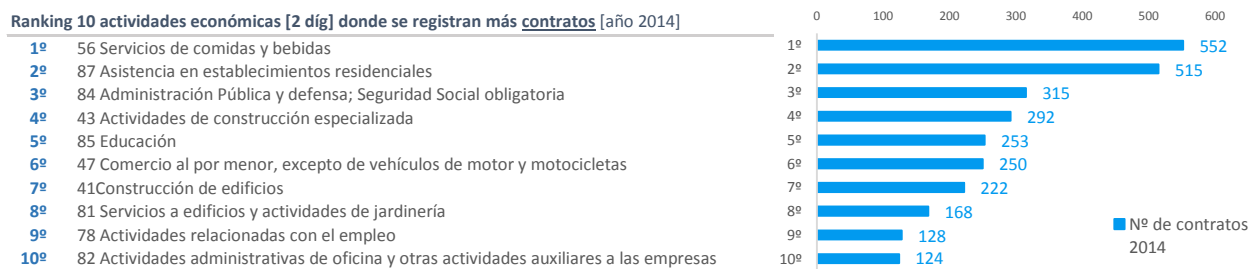 Ranking 10 actividades económicas [2 díg] donde se registran más contratos [año 2014]
1º 56 Servicios de comidas y bebidas
2º 87 Asistencia en establecimientos residenciales
3º 84 Administración Pública y defensa; Seguridad Social obligatoria
4º 43 Actividades de construcción especializada
5º 85 Educación
6º 47 Comercio al por menor, excepto de vehículos de motor y motocicletas
7º 41Construcción de edificios
8º 81 Servicios a edificios y actividades de jardinería
9º 78 Actividades relacionadas con el empleo
10º 82 Actividades administrativas de oficina y otras actividades auxiliares a las empresas
0 100 200 300 400 500 600
1º 552
2º 515
3º 315
4º 292
5º 253
6º 250
7º 222
8º 168
9º 128
10º 124
Nº de contratos
2014